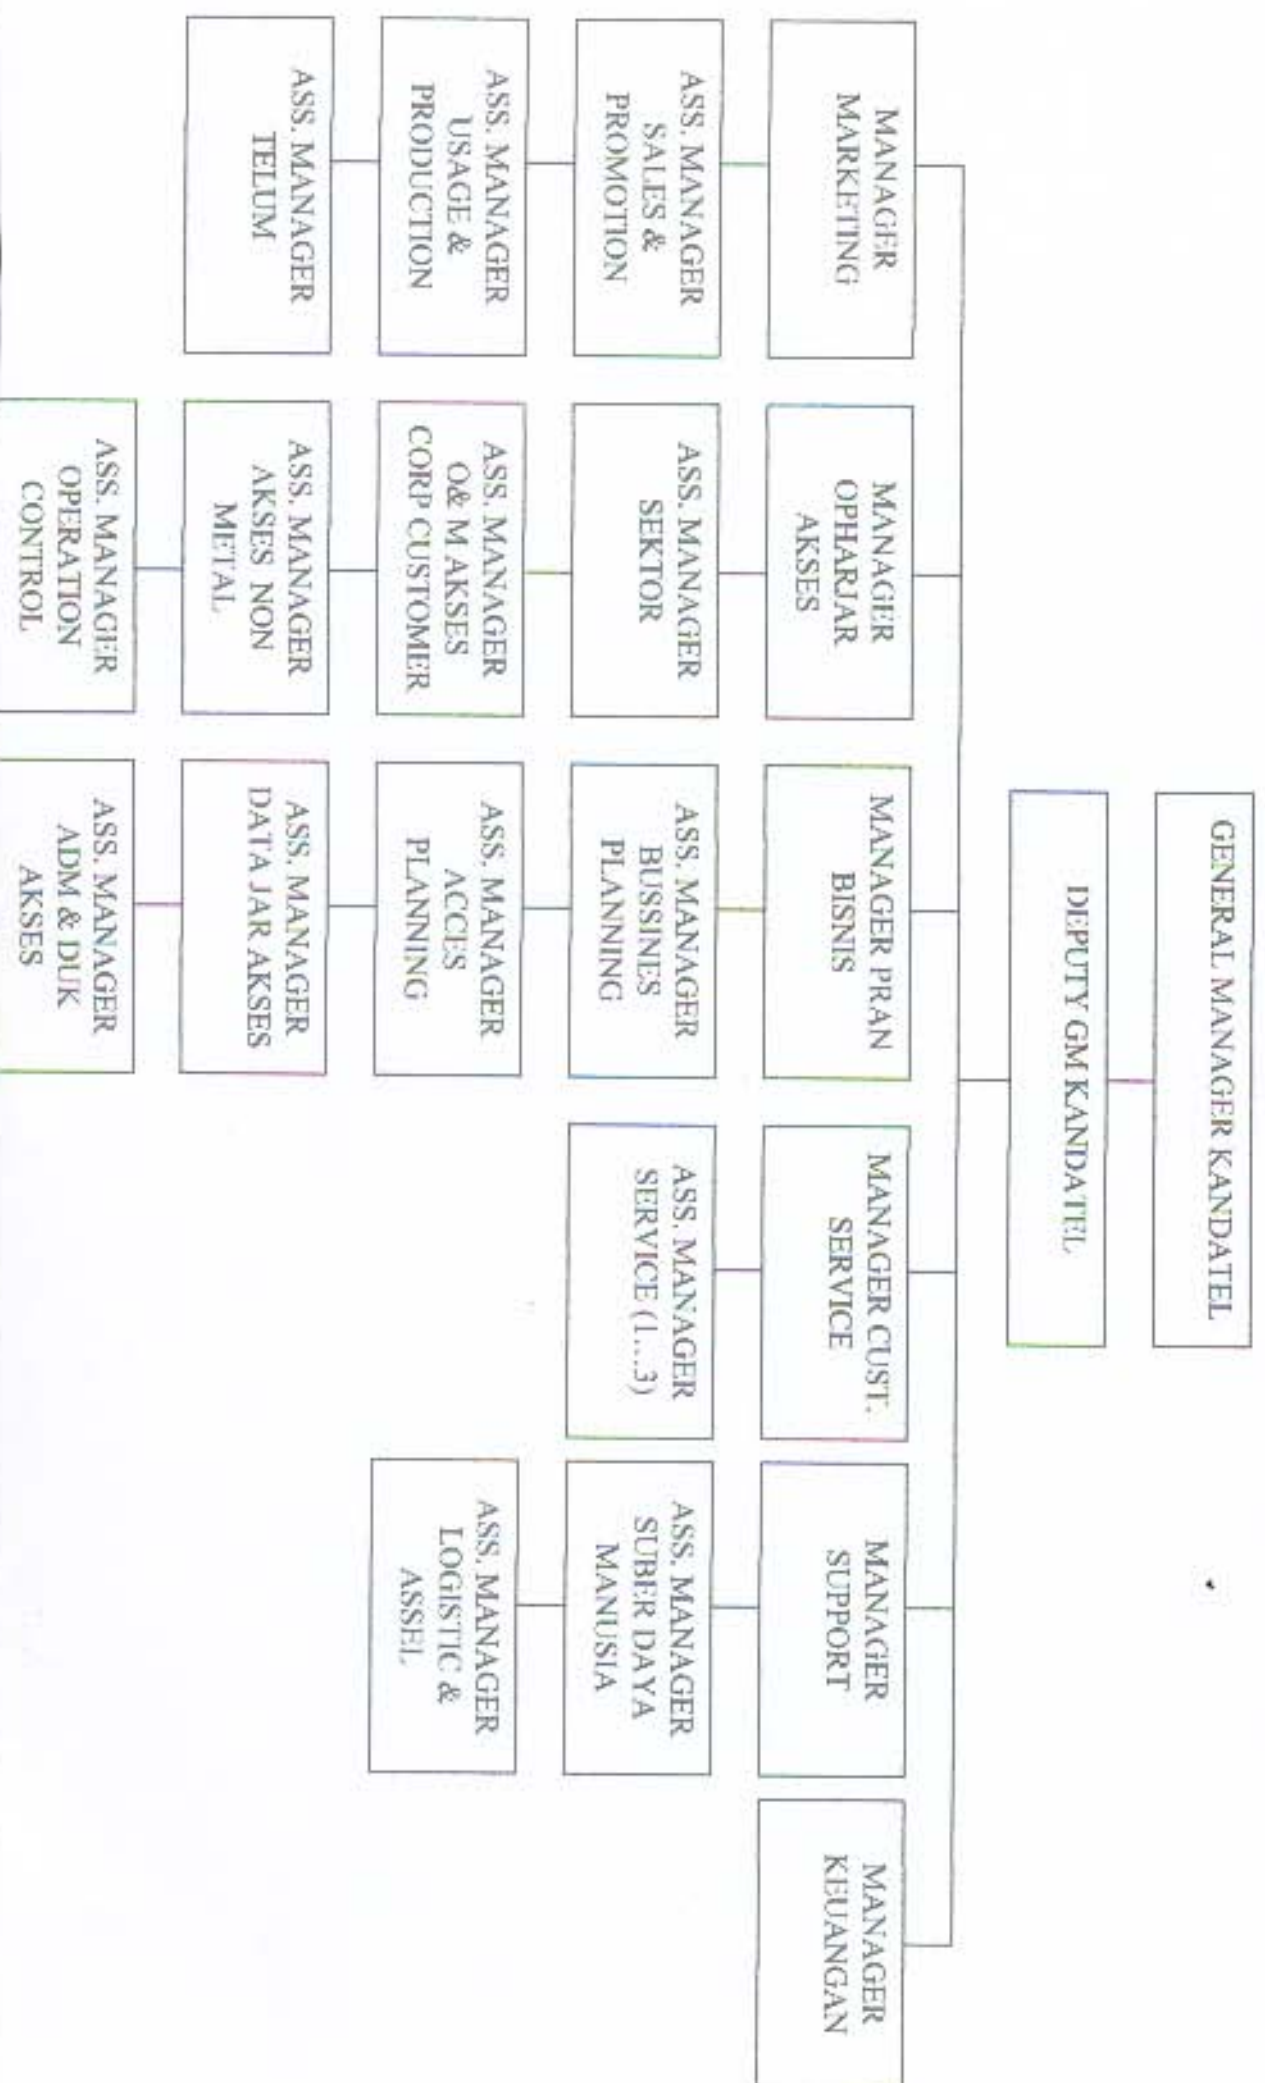 GENERAL MANAGER KANDATEL
DEPUTY GM KANDATEL
MANAGER
MARKETING
MANAGER
OPHARJAR
AKSES
MANAGER PRAN
BISNIS
MANAGER CUST.
SERVICE
MANAGER
SUPPORT
MANAGER
KEUANGAN
ASS. MANAGER
SALES &
PROMOTION
ASS. MANAGER
SEKTOR
ASS. MANAGER
BUSSINES
PLANNING
ASS. MANAGER
SERVICE (1...3)
ASS. MANAGER
SUBER DAYA
MANUSIA
ASS. MANAGER
USAGE &
PRODUCTION
ASS. MANAGER
O& M AKSES
CORP CUSTOMER
ASS. MANAGER
ACCES
PLANNING
ASS. MANAGER
LOGISTIC &
ASSEL
ASS. MANAGER
TELUM
ASS. MANAGER
AKSES NON
METAL
ASS. MANAGER
DATA JAR AKSES
ASS. MANAGER
OPERATION
CONTROL
ASS. MANAGER
ADM & DUK
AKSES